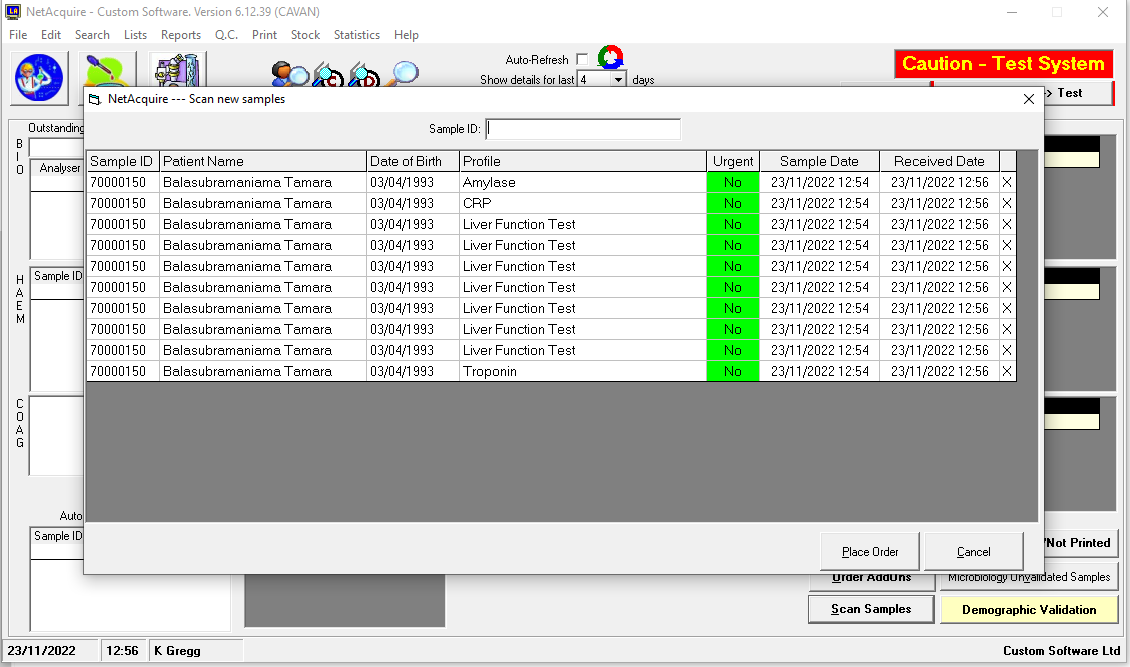 NetAcquire - Custom Software. Version 6.12.39 (CAVAN)
File Edit Search Lists Reports Q.C. Print Stock Statistics Help
Auto-Refresh
Show details for last 4 days
Caution - Test System
-> Test
NetAcquire --- Scan new samples
Sample ID:
Outstanding
BIO
Analyser
HAEM
Sample ID
COAG
Auto
Sample ID
Sample ID Patient Name Date of Birth Profile Urgent Sample Date Received Date
70000150 Balasubramaniama Tamara 03/04/1993 Amylase No 23/11/2022 12:54 23/11/2022 12:56 X
70000150 Balasubramaniama Tamara 03/04/1993 CRP No 23/11/2022 12:54 23/11/2022 12:56 X
70000150 Balasubramaniama Tamara 03/04/1993 Liver Function Test No 23/11/2022 12:54 23/11/2022 12:56 X
70000150 Balasubramaniama Tamara 03/04/1993 Liver Function Test No 23/11/2022 12:54 23/11/2022 12:56 X
70000150 Balasubramaniama Tamara 03/04/1993 Liver Function Test No 23/11/2022 12:54 23/11/2022 12:56 X
70000150 Balasubramaniama Tamara 03/04/1993 Liver Function Test No 23/11/2022 12:54 23/11/2022 12:56 X
70000150 Balasubramaniama Tamara 03/04/1993 Liver Function Test No 23/11/2022 12:54 23/11/2022 12:56 X
70000150 Balasubramaniama Tamara 03/04/1993 Liver Function Test No 23/11/2022 12:54 23/11/2022 12:56 X
70000150 Balasubramaniama Tamara 03/04/1993 Liver Function Test No 23/11/2022 12:54 23/11/2022 12:56 X
70000150 Balasubramaniama Tamara 03/04/1993 Troponin No 23/11/2022 12:54 23/11/2022 12:56 X
Place Order Cancel
/Not Printed
Order AddOns Microbiology Unvalidated Samples
Scan Samples Demographic Validation
23/11/2022 12:56 K Gregg Custom Software Ltd